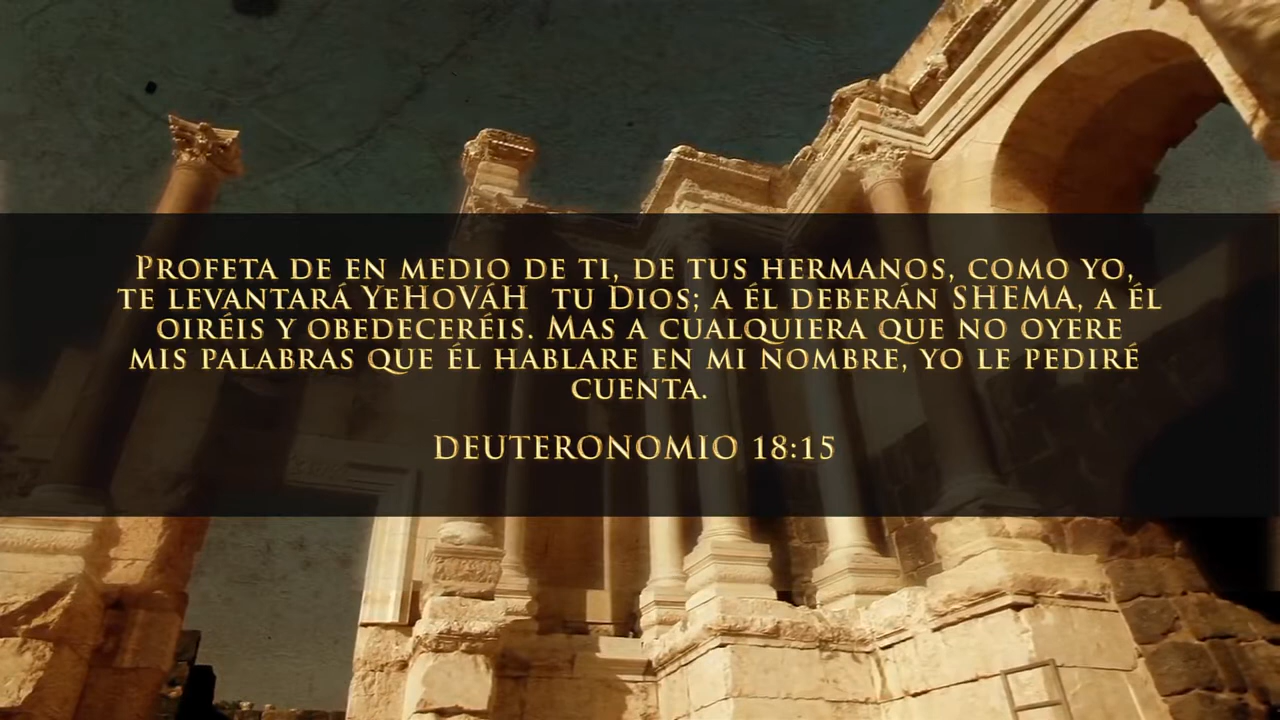 Profeta de en medio de ti, de tus hermanos, como yo,
te levantará YeHoVáH tu Dios; a él deberán SHEMA, a él
oiréis y obedeceréis. Mas a cualquiera que no oyere
mis palabras que él hablare en mi nombre, yo le pediré
cuenta.
DEUTERONOMIO 18:15